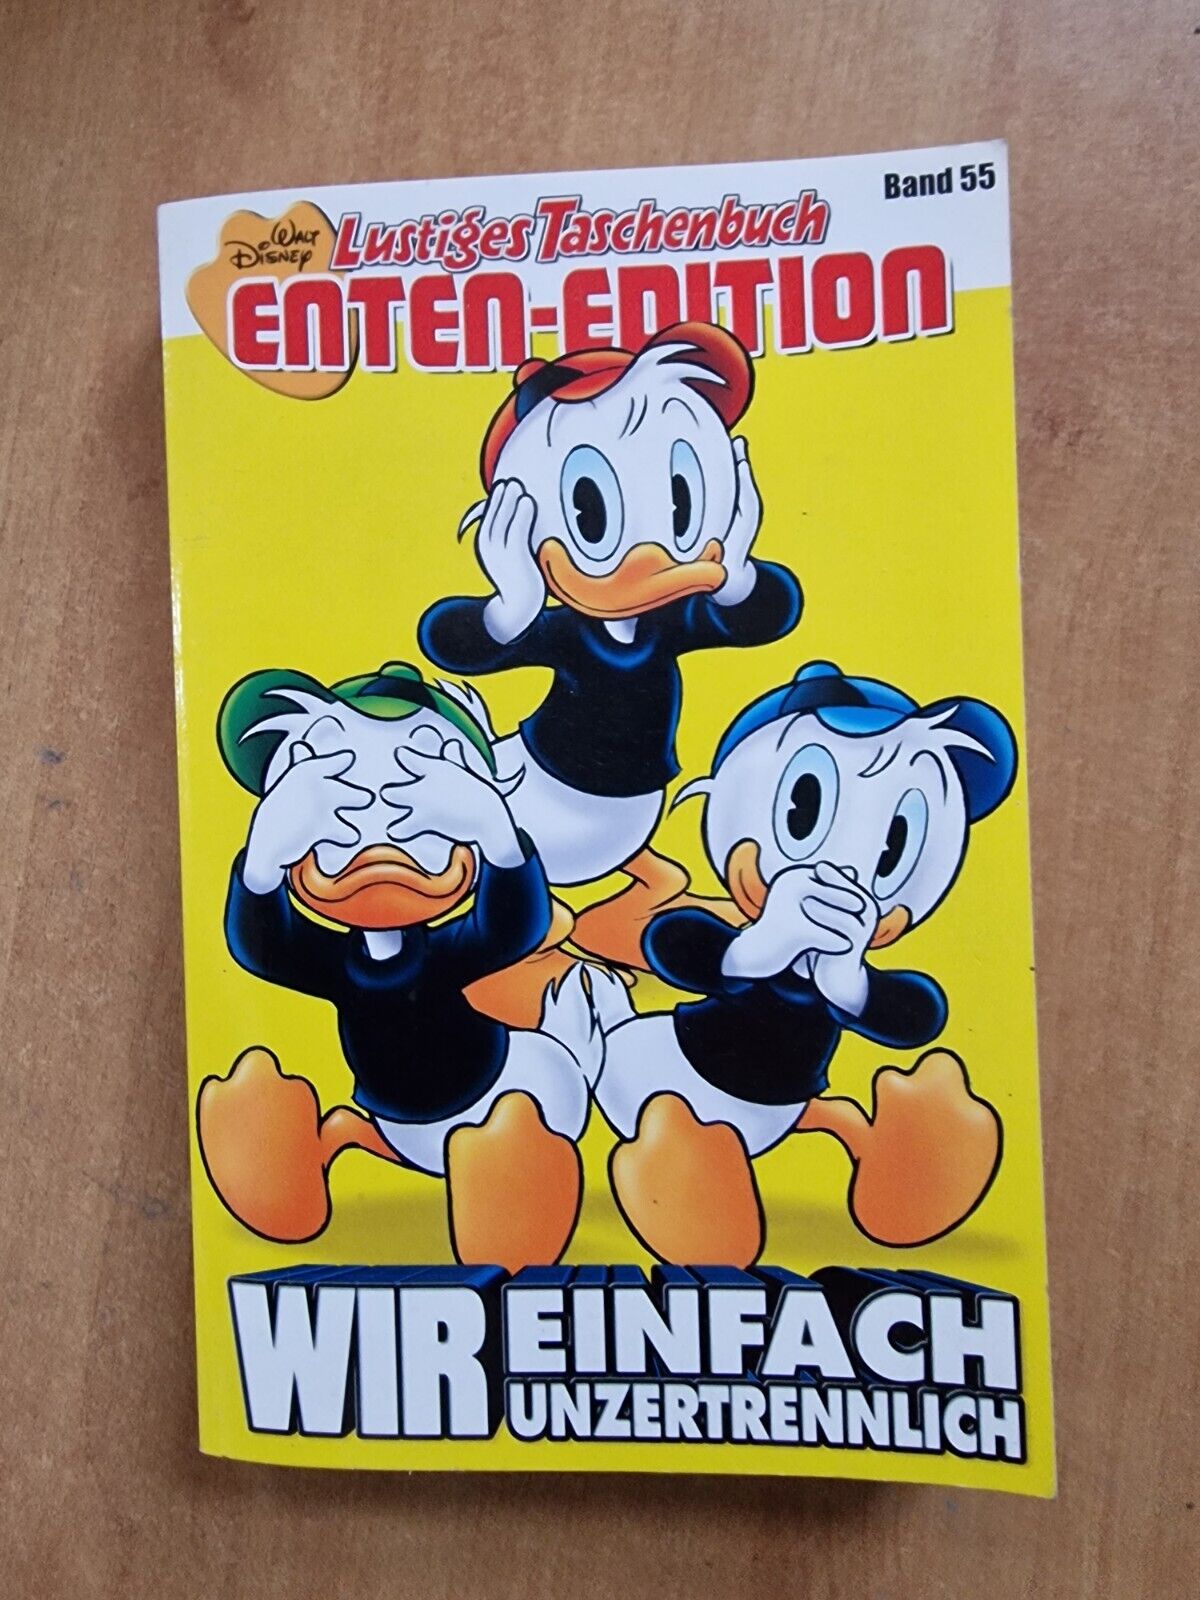 Band 55
WALT
DISNEY
Lustiges Taschenbuch
ENTEN-EDITION
WIR EINFACH
UNZERTRENNLICH